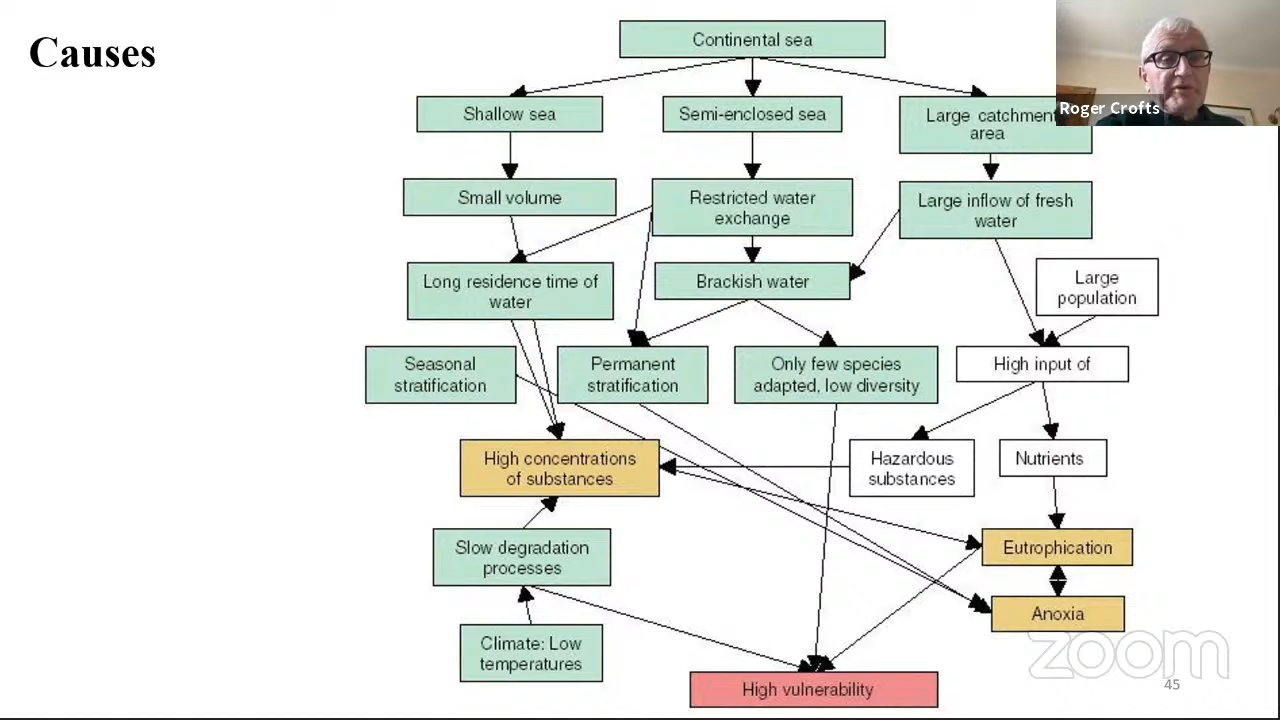 Causes
Continental sea
Roger Crofts
Shallow sea
Semi-enclosed sea
Large catchment
area
Small volume
Restricted water
exchange
Large inflow of fresh
water
Long residence time of
water
Brackish water
Large
population
Seasonal
stratification
Permanent
stratification
Only few species
adapted, low diversity
High input of
High concentrations
of substances
Hazardous
substances
Nutrients
Slow degradation
processes
Eutrophication
Anoxia
Climate: Low
temperatures
High vulnerability
zoom
45